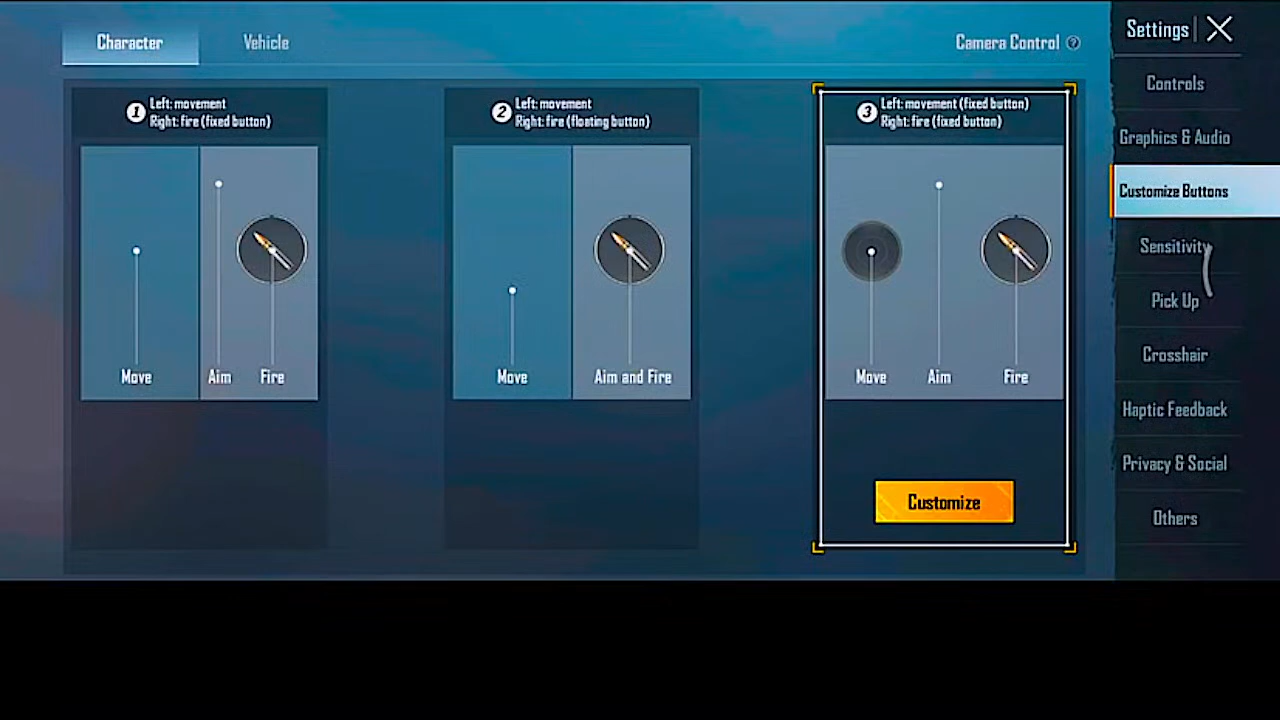 Character
Vehicle
Camera Control ?
Settings
1 Left: movement
Right: fire (fixed button)
Move
Aim
Fire
2 Left: movement
Right: fire (floating button)
Move
Aim and Fire
3 Left: movement (fixed button)
Right: fire (fixed button)
Move
Aim
Fire
Customize
Controls
Graphics & Audio
Customize Buttons
Sensitivity
Pick Up
Crosshair
Haptic Feedback
Privacy & Social
Others